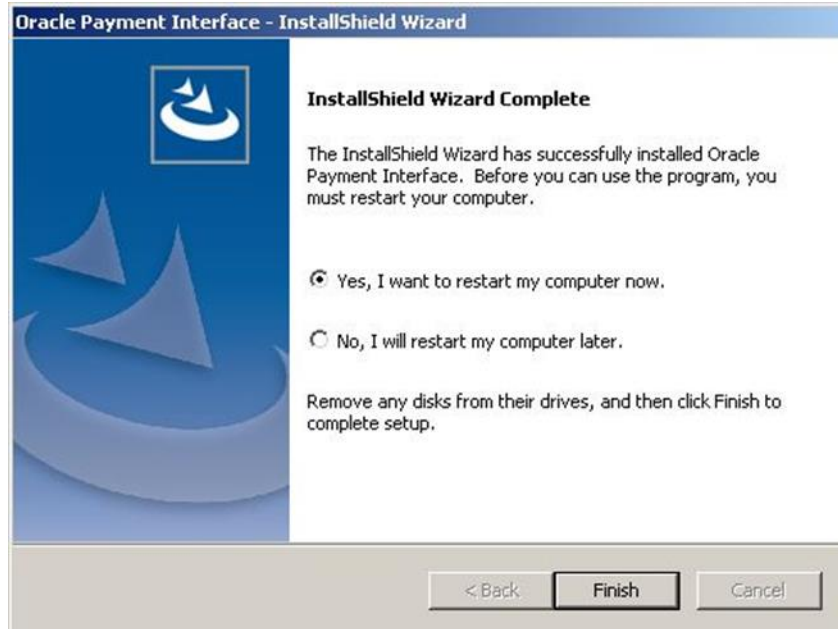 Oracle Payment Interface - InstallShield Wizard
InstallShield Wizard Complete
The InstallShield Wizard has successfully installed Oracle
Payment Interface. Before you can use the program, you
must restart your computer.
Yes, I want to restart my computer now.
No, I will restart my computer later.
Remove any disks from their drives, and then click Finish to
complete setup.
< Back Finish Cancel